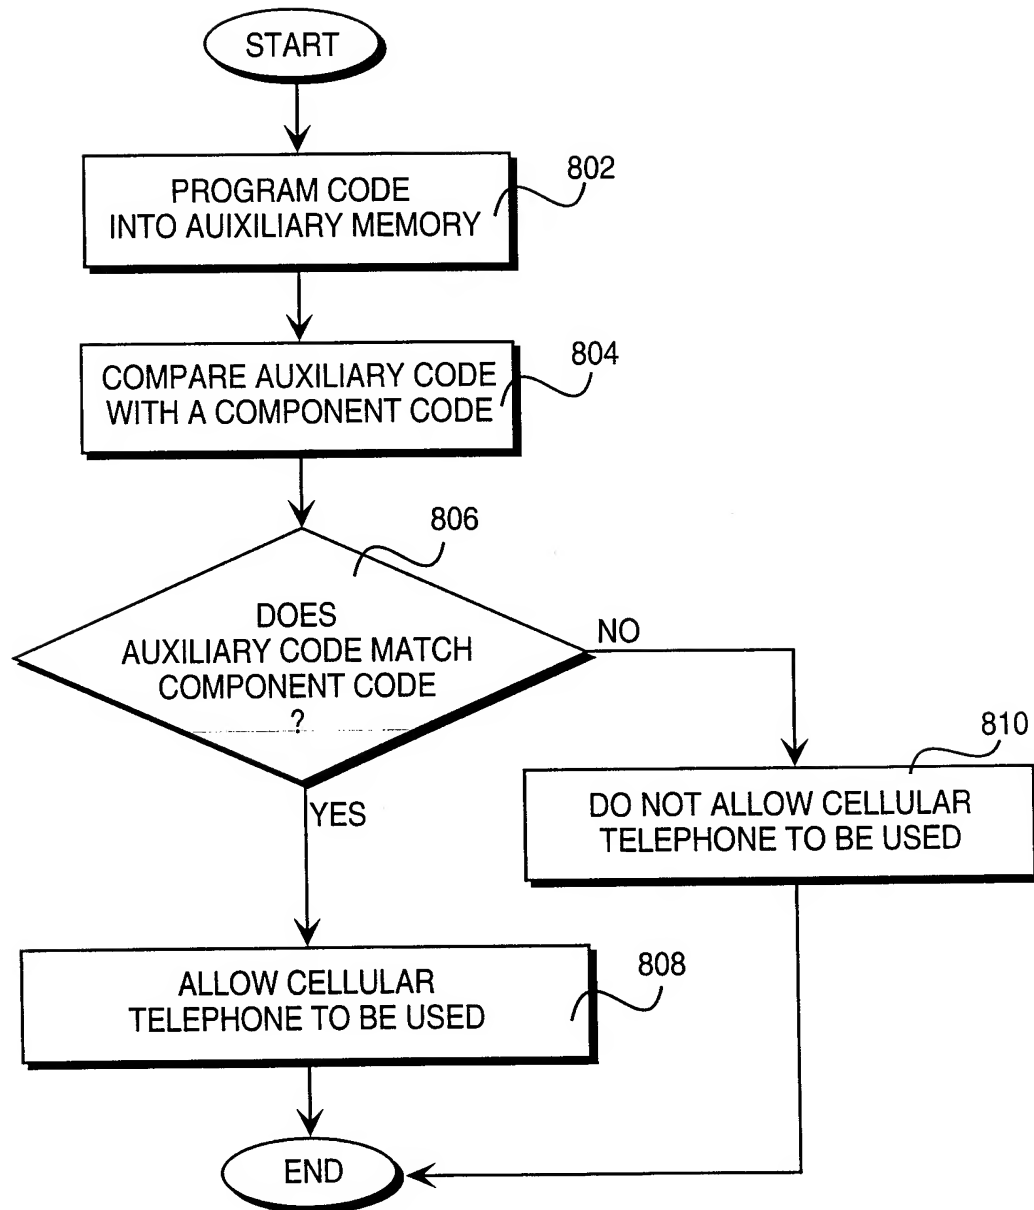 START
802
PROGRAM CODE
INTO AUIXILIARY MEMORY
804
COMPARE AUXILIARY CODE
WITH A COMPONENT CODE
806
DOES
AUXILIARY CODE MATCH
COMPONENT CODE
?
NO
YES
810
DO NOT ALLOW CELLULAR
TELEPHONE TO BE USED
ALLOW CELLULAR
TELEPHONE TO BE USED
808
END